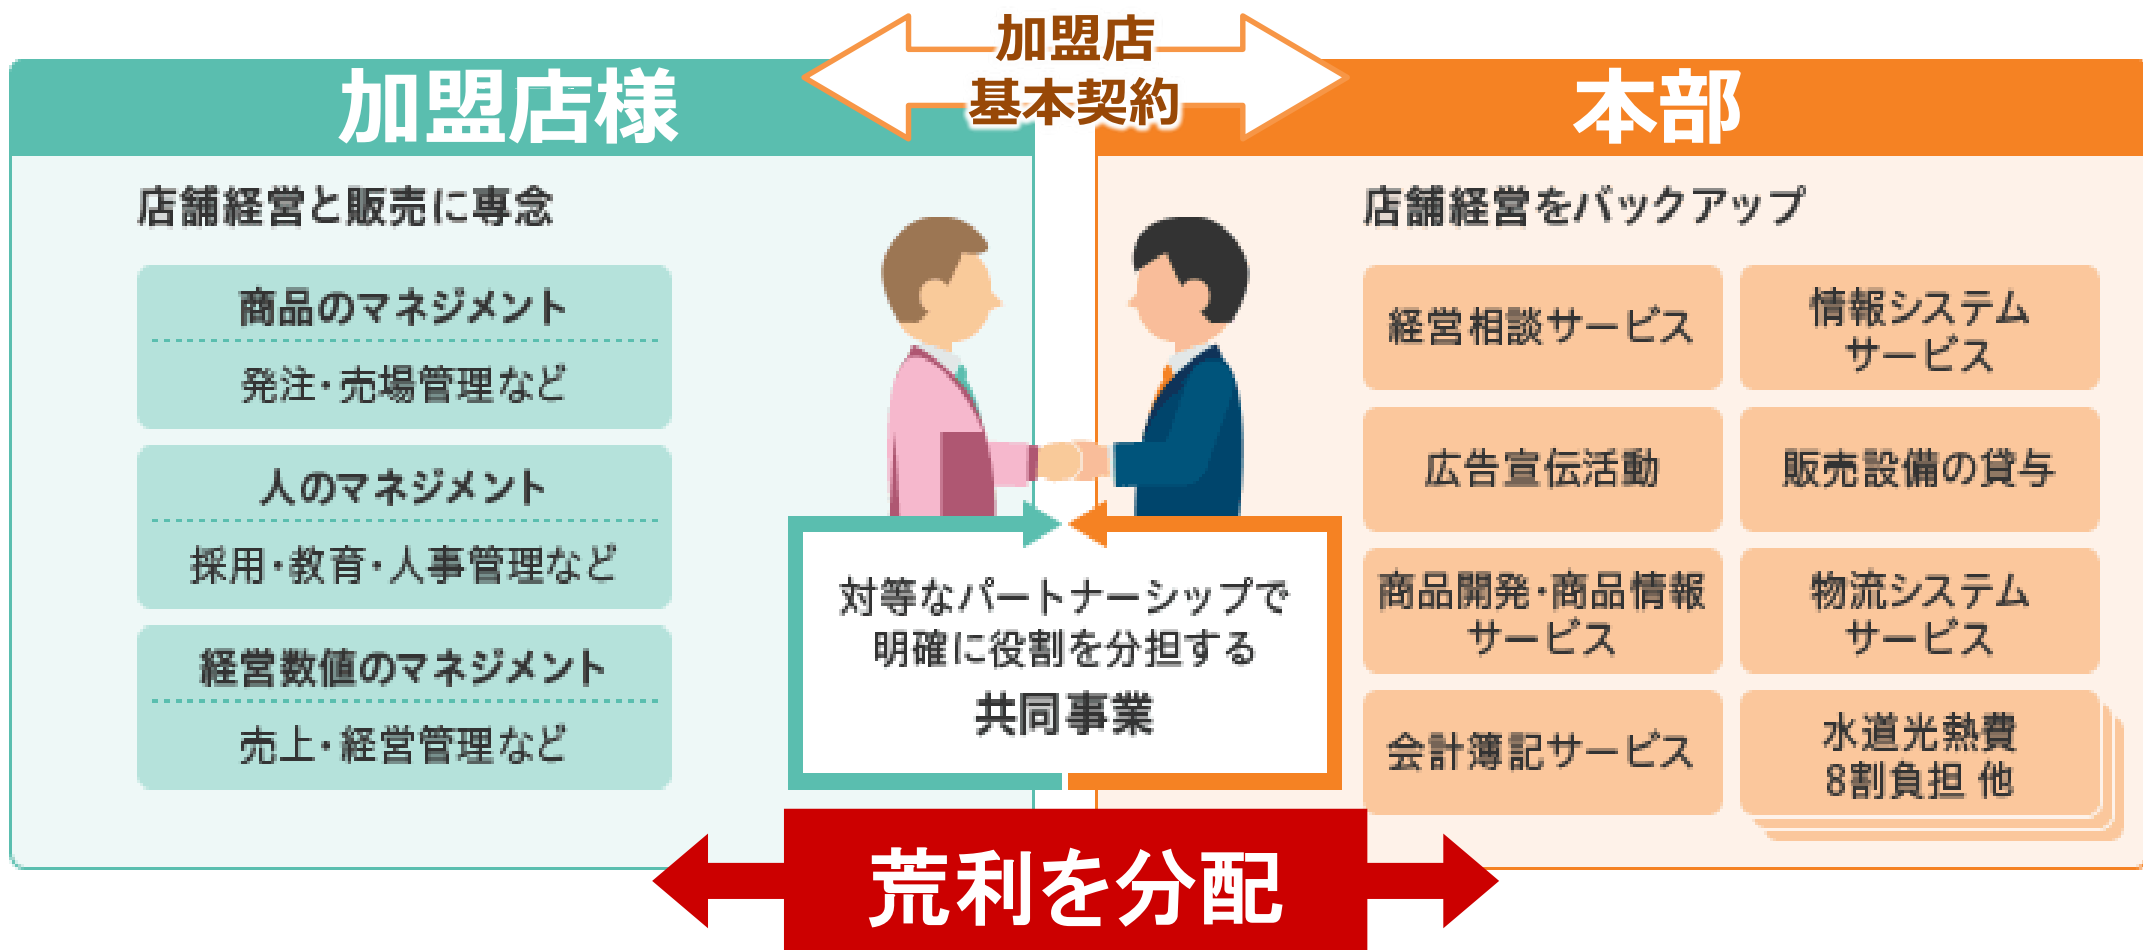 加盟店
基本契約
加盟店様
店舗経営と販売に専念
商品のマネジメント
発注・売場管理など
人のマネジメント
採用・教育・人事管理など
経営数値のマネジメント
売上・経営管理など
対等なパートナーシップで
明確に役割を分担する
共同事業
本部
店舗経営をバックアップ
経営相談サービス
情報システム
サービス
広告宣伝活動
販売設備の貸与
商品開発・商品情報
サービス
物流システム
サービス
会計簿記サービス
水道光熱費
8割負担 他
荒利を分配